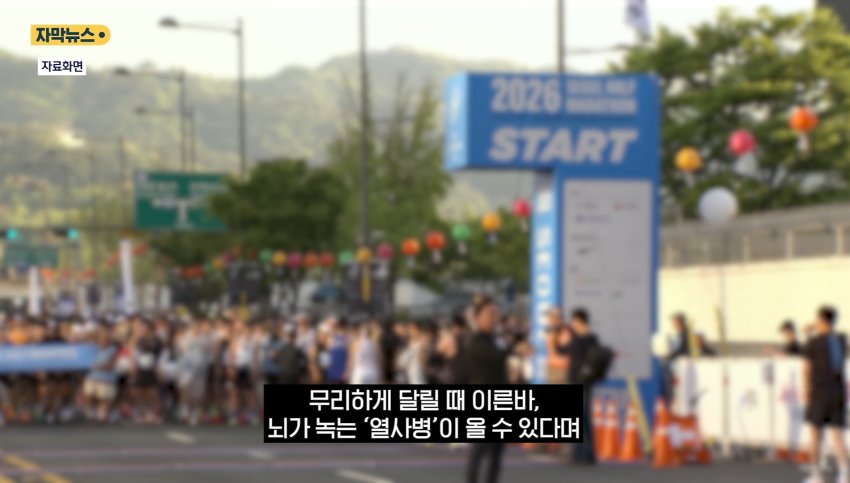 자막뉴스
자료화면
2026 SEOUL HALF
MARATHON
START
무리하게 달릴 때 이른바,
뇌가 녹는 '열사병'이 올 수 있다며